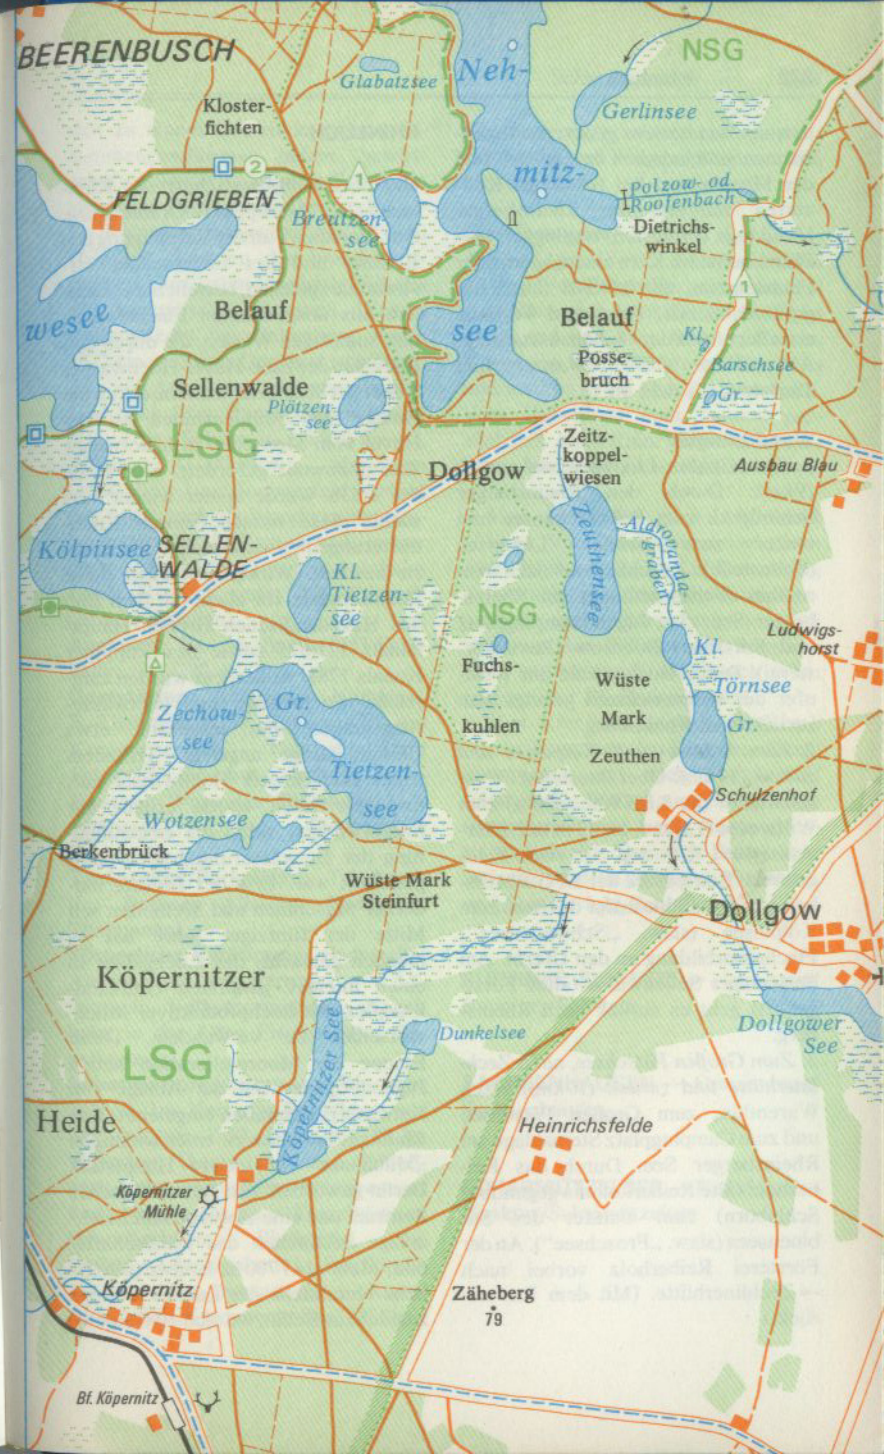 BEERENBUSCH
NSG
Neh-
Glabatzsee
Kloster-
fichten
Gerlinsee
2
1
mitz-
FELDGRIEBEN
Polzow- od.
Roofenbach
Breutzen-
see
Dietrichs-
winkel
1
wesee
Belauf
see
Belauf
Kl.
Posse-
bruch
Barschsee
Sellenwalde
Gr.
Plötzen-
see
LSG
Zeitz-
koppel-
wiesen
Dollgow
Ausbau Blau
Kölpinsee
SELLEN-
WALDE
Zeuthensee
Aldrovanda-
graben
Kl.
Tietzen-
see
NSG
Ludwigs-
horst
Kl.
Fuchs-
Wüste
Törnsee
Gr.
Zechow-
see
kuhlen
Mark
Gr.
Zeuthen
Tietzen-
see
Schulzenhof
Wotzensee
Berkenbrück
Wüste Mark
Steinfurt
Dollgow
Köpernitzer
Dollgower
See
Dunkelsee
Köpernitzer See
LSG
Heide
Heinrichsfelde
Köpernitzer
Mühle
Köpernitz
Zäheberg
79
Bf. Köpernitz